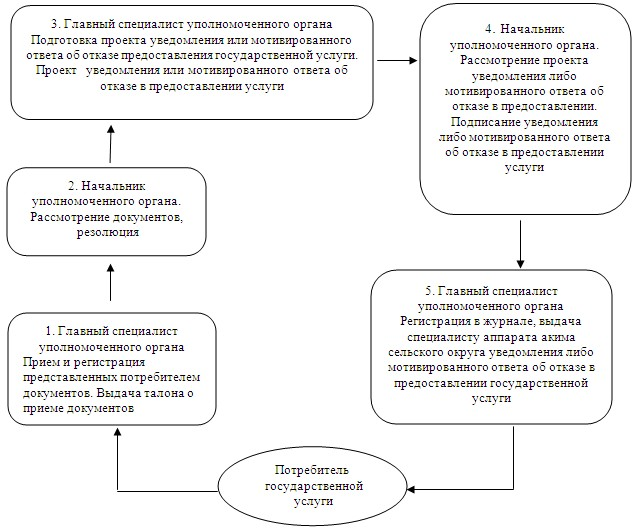 3. Главный специалист уполномоченного органа
Подготовка проекта уведомления или мотивированного
ответа об отказе предоставления государственной услуги.
Проект уведомления или мотивированного ответа об
отказе в предоставлении услуги
4. Начальник
уполномоченного органа.
Рассмотрение проекта
уведомления либо
мотивированного ответа об
отказе в предоставлении.
Подписание уведомления
либо мотивированного ответа
об отказе в предоставлении
услуги
2. Начальник
уполномоченного органа.
Рассмотрение документов,
резолюция
5. Главный специалист
уполномоченного органа
Регистрация в журнале, выдача
специалисту аппарата акима
сельского округа уведомления либо
мотивированного ответа об отказе в
предоставлении государственной
услуги
1. Главный специалист
уполномоченного органа
Прием и регистрация
представленных потребителем
документов. Выдача талона о
приеме документов
Потребитель
государственной
услуги